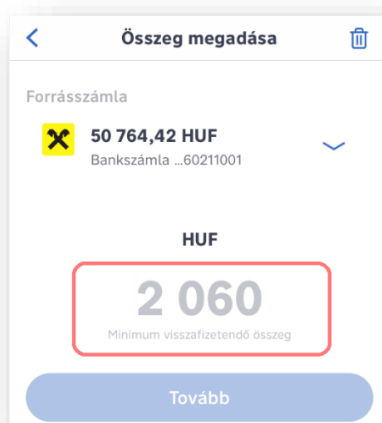 Összeg megadása
Forrásszámla
50 764,42 HUF
Bankszámla ...60211001
HUF
2 060
Minimum visszafizetendő összeg
Tovább